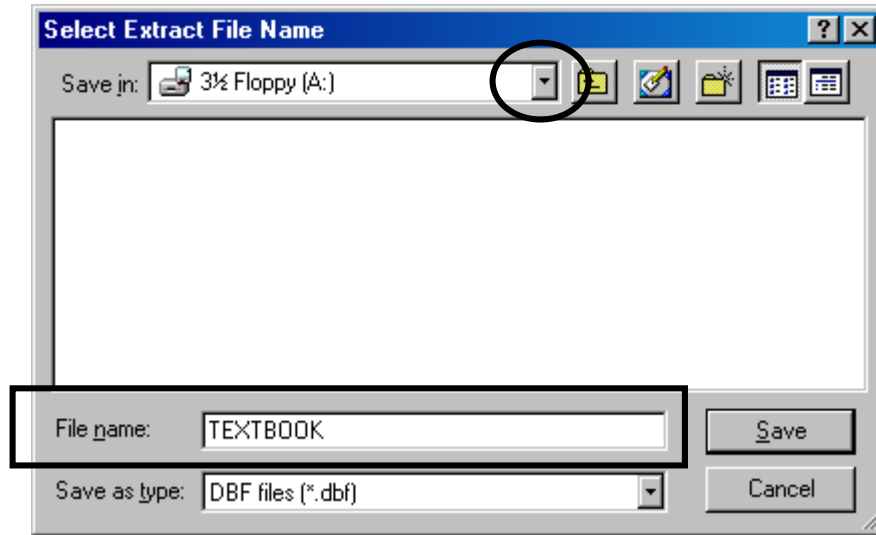 Select Extract File Name
Save in: 3½ Floppy (A:)
File name: TEXTBOOK Save
Save as type: DBF files (*.dbf) Cancel